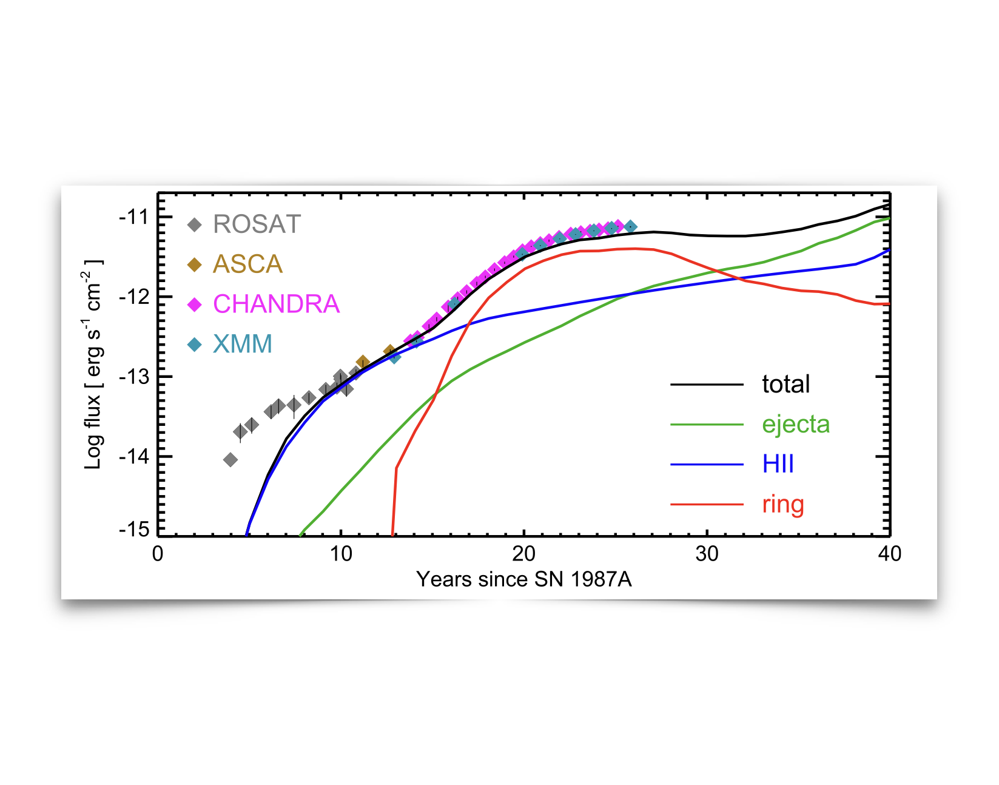 -11
-12
-13
-14
-15
Log flux [ erg s⁻¹ cm⁻² ]
ROSAT
ASCA
CHANDRA
XMM
total
ejecta
HII
ring
0 10 20 30 40
Years since SN 1987A